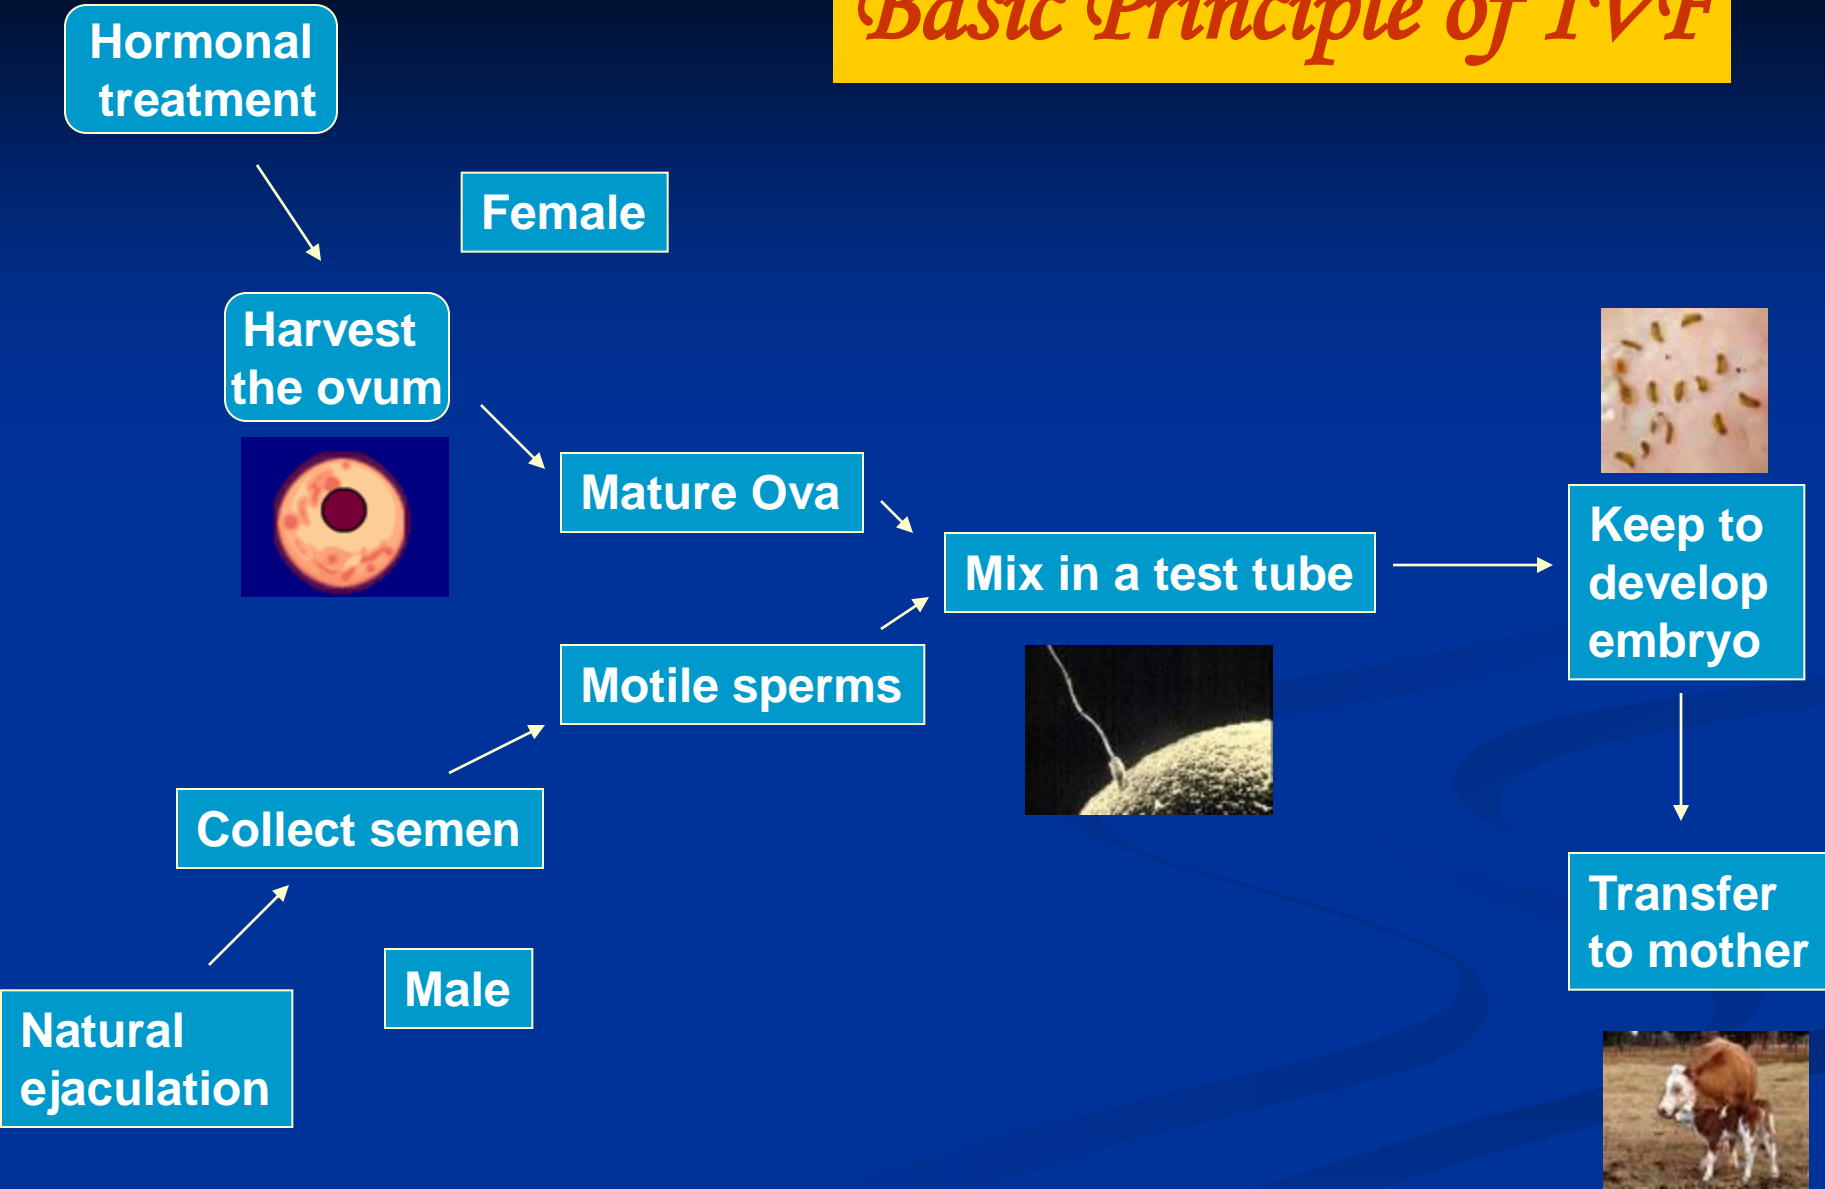 Basic Principle of IVF
Hormonal
treatment
Female
Harvest
the ovum
Mature Ova
Mix in a test tube
Keep to
develop
embryo
Motile sperms
Collect semen
Transfer
to mother
Male
Natural
ejaculation